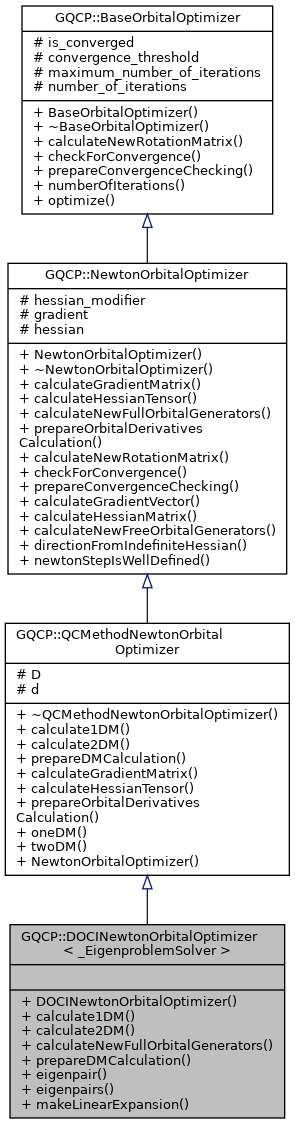 GQCP::BaseOrbitalOptimizer
# is_converged
# convergence_threshold
# maximum_number_of_iterations
# number_of_iterations
+ BaseOrbitalOptimizer()
+ ~BaseOrbitalOptimizer()
+ calculateNewRotationMatrix()
+ checkForConvergence()
+ prepareConvergenceChecking()
+ numberOfIterations()
+ optimize()
GQCP::NewtonOrbitalOptimizer
# hessian_modifier
# gradient
# hessian
+ NewtonOrbitalOptimizer()
+ ~NewtonOrbitalOptimizer()
+ calculateGradientMatrix()
+ calculateHessianTensor()
+ calculateNewFullOrbitalGenerators()
+ prepareOrbitalDerivatives
Calculation()
+ calculateNewRotationMatrix()
+ checkForConvergence()
+ prepareConvergenceChecking()
+ calculateGradientVector()
+ calculateHessianMatrix()
+ calculateNewFreeOrbitalGenerators()
+ directionFromIndefiniteHessian()
+ newtonStepIsWellDefined()
GQCP::QCMethodNewtonOrbital
Optimizer
# D
# d
+ ~QCMethodNewtonOrbitalOptimizer()
+ calculate1DM()
+ calculate2DM()
+ prepareDMCalculation()
+ calculateGradientMatrix()
+ calculateHessianTensor()
+ prepareOrbitalDerivatives
Calculation()
+ oneDM()
+ twoDM()
+ NewtonOrbitalOptimizer()
GQCP::DOCINewtonOrbitalOptimizer
< _EigenproblemSolver >
+ DOCINewtonOrbitalOptimizer()
+ calculate1DM()
+ calculate2DM()
+ calculateNewFullOrbitalGenerators()
+ prepareDMCalculation()
+ eigenpair()
+ eigenpairs()
+ makeLinearExpansion()